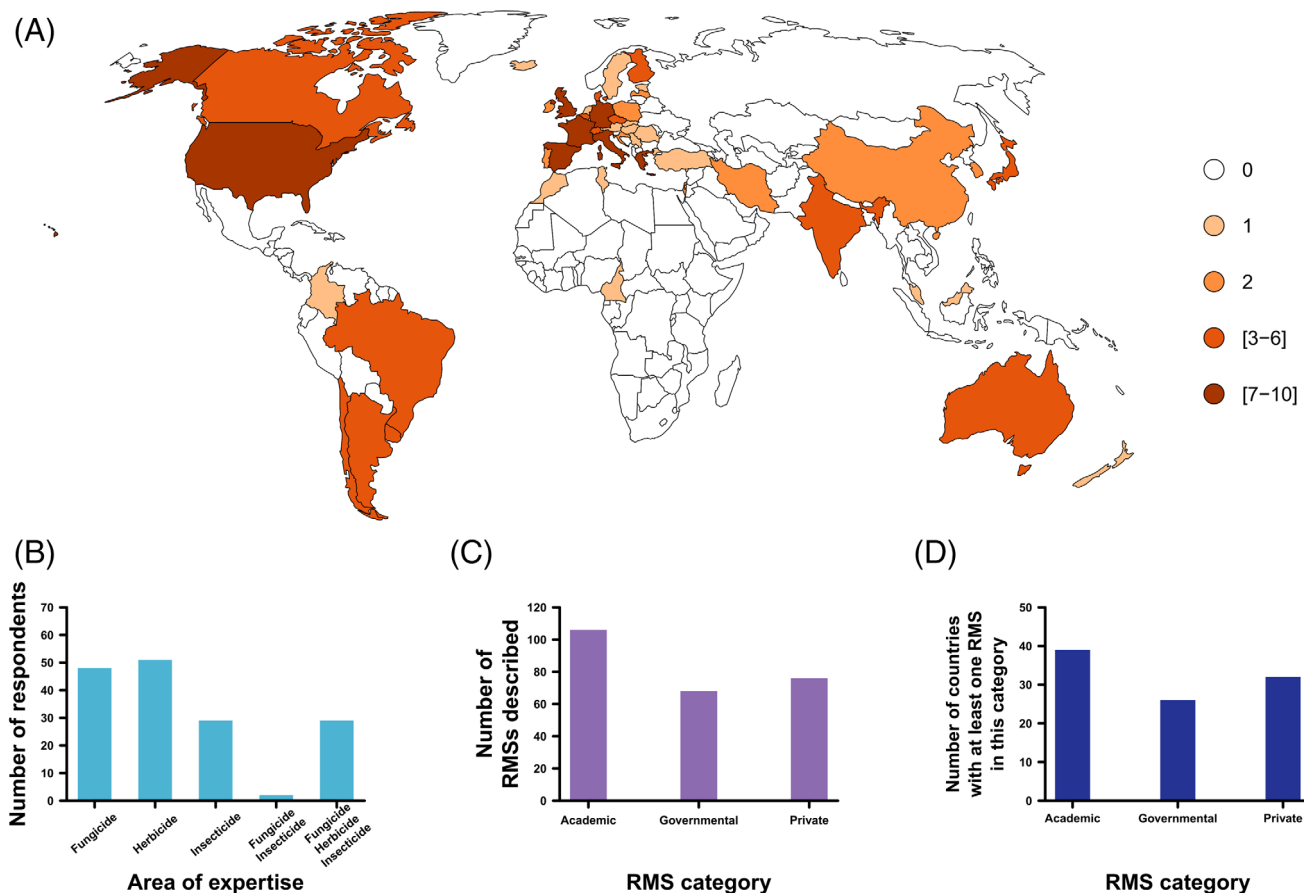 (A)
0
1
2
[3−6]
[7−10]
(B)
Number of respondents
70
60
50
40
30
20
10
0
Fungicide
Herbicide
Insecticide
Fungicide
Insecticide
Fungicide
Herbicide
Insecticide
Area of expertise
(C)
Number of
RMSs described
120
100
80
60
40
20
0
Academic
Governmental
Private
RMS category
(D)
Number of countries
with at least one RMS
in this category
50
40
30
20
10
0
Academic
Governmental
Private
RMS category